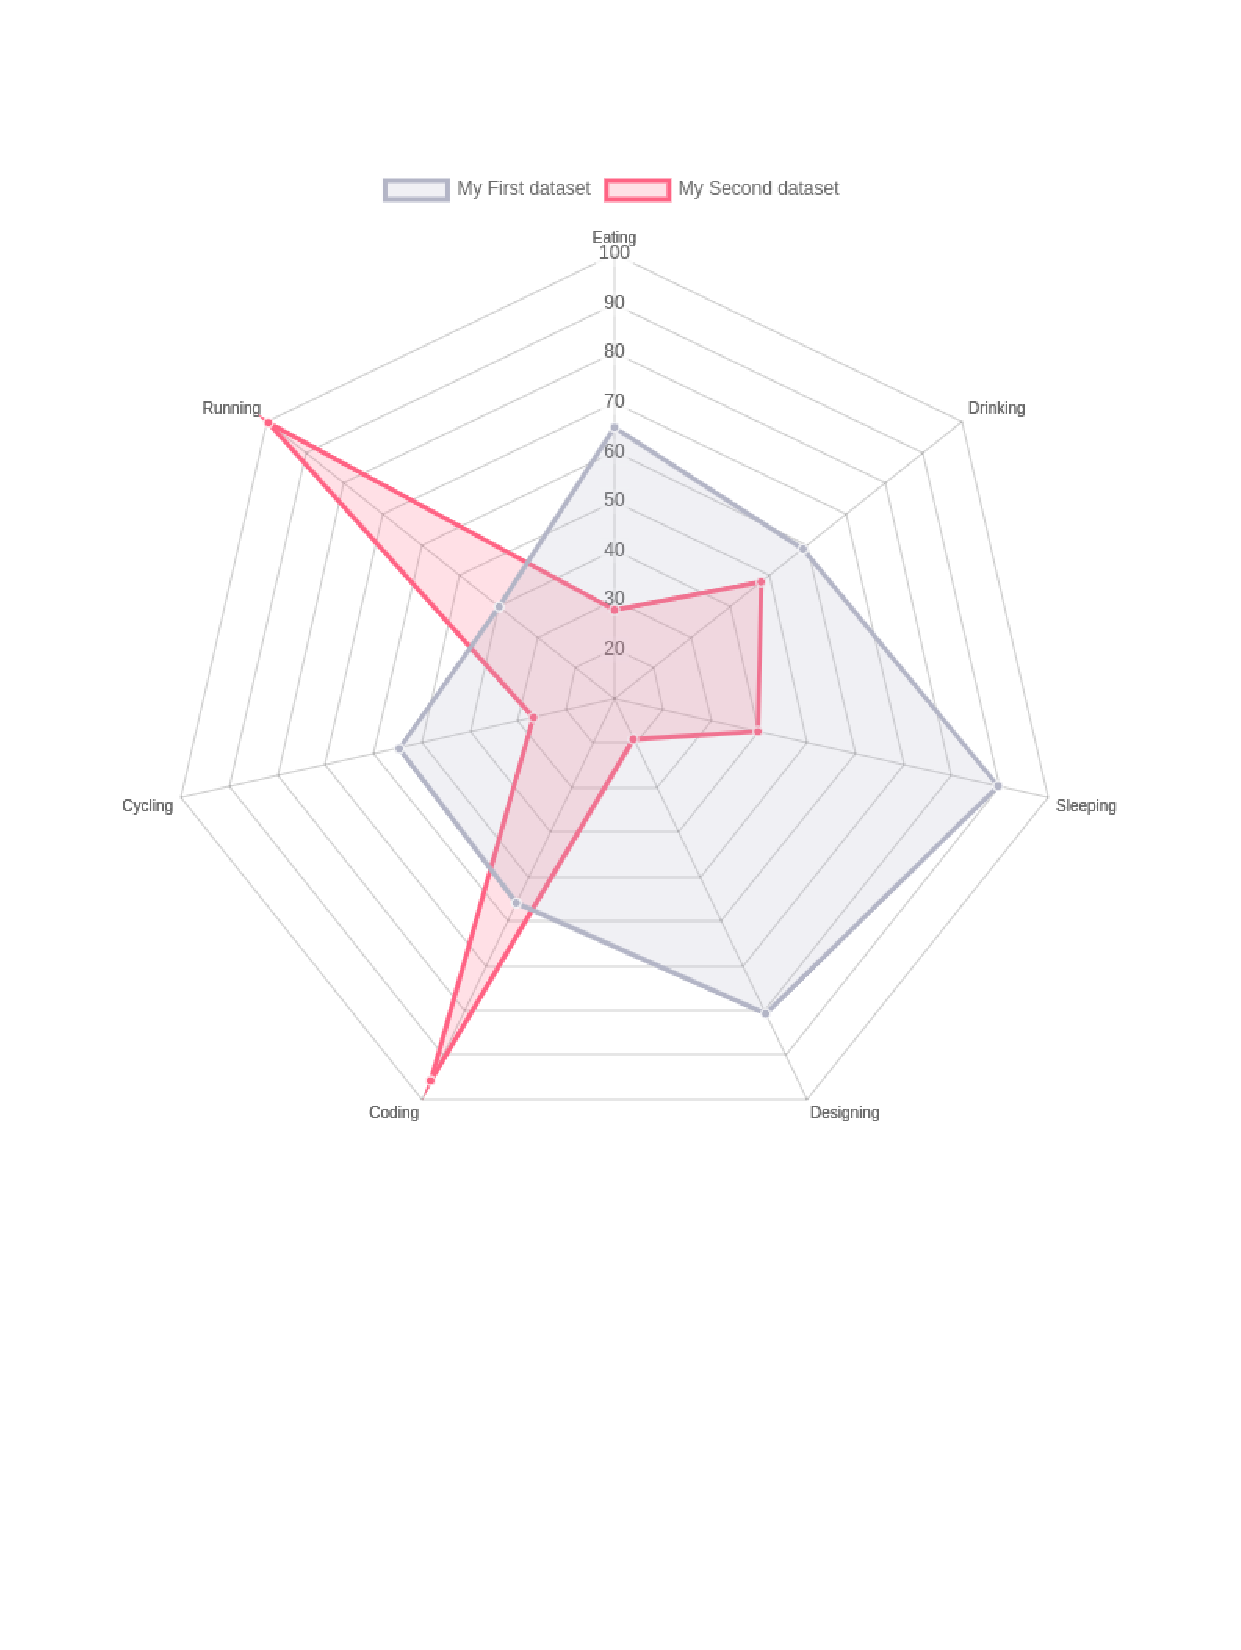 My First dataset My Second dataset
Eating
100
90
80
70
60
50
40
30
20
Running
Drinking
Cycling
Sleeping
Coding
Designing